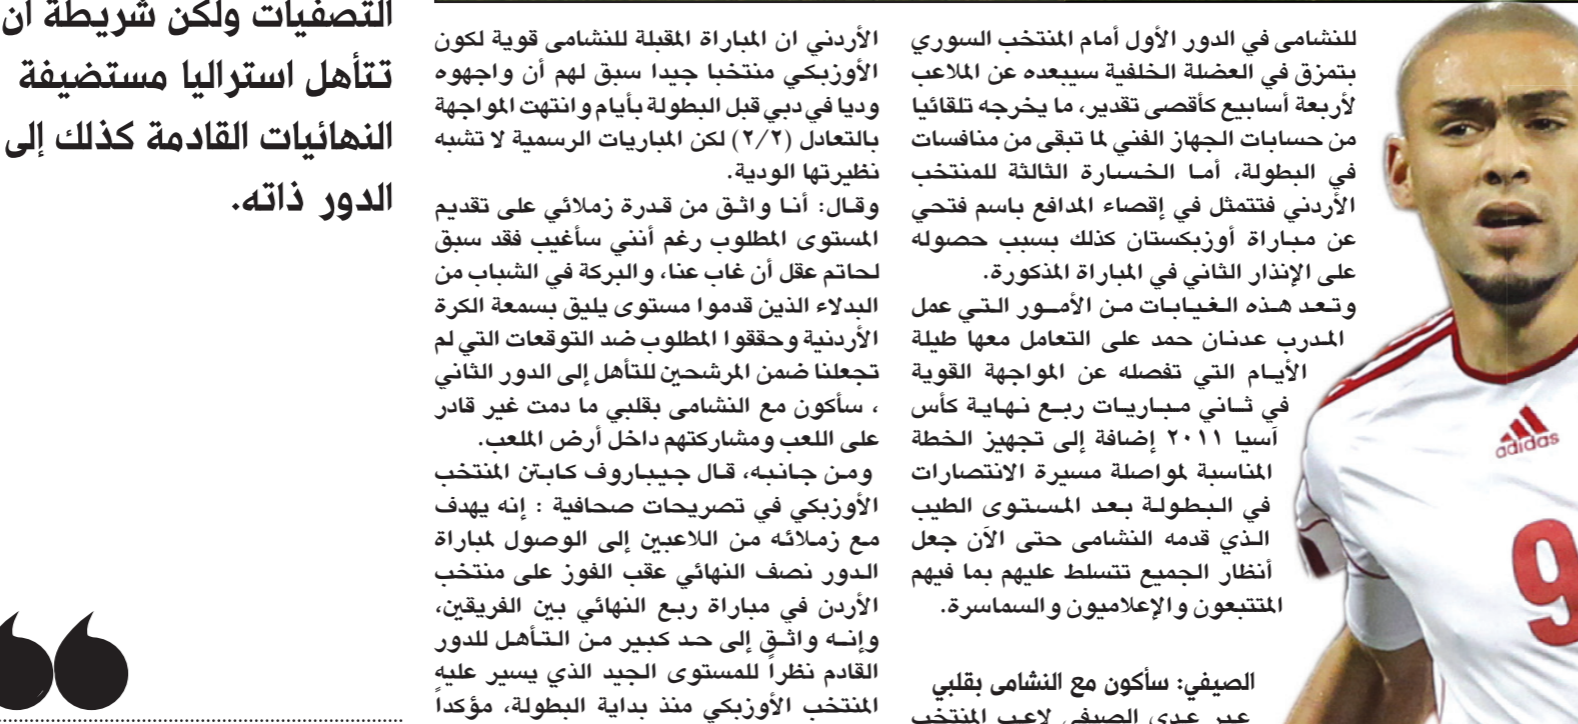 للنشامى في الدور الأول أمام المنتخب السوري
بتمزق في العضلة الخلفية سيبعده عن الملاعب
لأربعة أسابيع كأقصى تقدير، ما يخرجه تلقائيا
من حسابات الجهاز الفني لما تبقى من منافسات
في البطولة، أما الخسارة الثالثة للمنتخب
الأردني فتتمثل في إقصاء المدافع باسم فتحي
عن مباراة أوزبكستان كذلك بسبب حصوله
على الإنذار الثاني في المباراة المذكورة.
وتعد هذه الغيابات من الأمور التي عمل
المدرب عدنان حمد على التعامل معها طيلة
الأيام التي تفصله عن المواجهة القوية
في ثاني مباريات ربع نهاية كأس
آسيا ٢٠١١ إضافة إلى تجهيز الخطة
المناسبة لمواصلة مسيرة الانتصارات
في البطولة بعد المستوى الطيب
الذي قدمه النشامى حتى الآن جعل
أنظار الجميع تتسلط عليهم بما فيهم
المتتبعون والإعلاميون والسماسرة.
الصيفي: سأكون مع النشامى بقلبي
عبر عدي الصيفي لاعب المنتخب
الأردني ان المباراة المقبلة للنشامى قوية لكون
الأوزبكي منتخبا جيدا سبق لهم أن واجهوه
وديا في دبي قبل البطولة بأيام وانتهت المواجهة
بالتعادل (٢/٢) لكن المباريات الرسمية لا تشبه
نظيرتها الودية.
وقال: أنا واثق من قدرة زملائي على تقديم
المستوى المطلوب رغم أنني سأغيب فقد سبق
لحاتم عقل أن غاب عنا، والبركة في الشباب من
البدلاء الذين قدموا مستوى يليق بسمعة الكرة
الأردنية وحققوا المطلوب ضد التوقعات التي لم
تجعلنا ضمن المرشحين للتأهل إلى الدور الثاني
، سأكون مع النشامى بقلبي ما دمت غير قادر
على اللعب ومشاركتهم داخل أرض الملعب.
ومن جانبه، قال جيباروف كابتن المنتخب
الأوزبكي في تصريحات صحافية : إنه يهدف
مع زملائه من اللاعبين إلى الوصول لمباراة
الدور نصف النهائي عقب الفوز على منتخب
الأردن في مباراة ربع النهائي بين الفريقين،
وإنه واثق إلى حد كبير من التأهل للدور
القادم نظراً للمستوى الجيد الذي يسير عليه
المنتخب الأوزبكي منذ بداية البطولة، مؤكداً
التصفيات ولكن شريطة ان
تتأهل استراليا مستضيفة
النهائيات القادمة كذلك إلى
الدور ذاته.
adidas
9